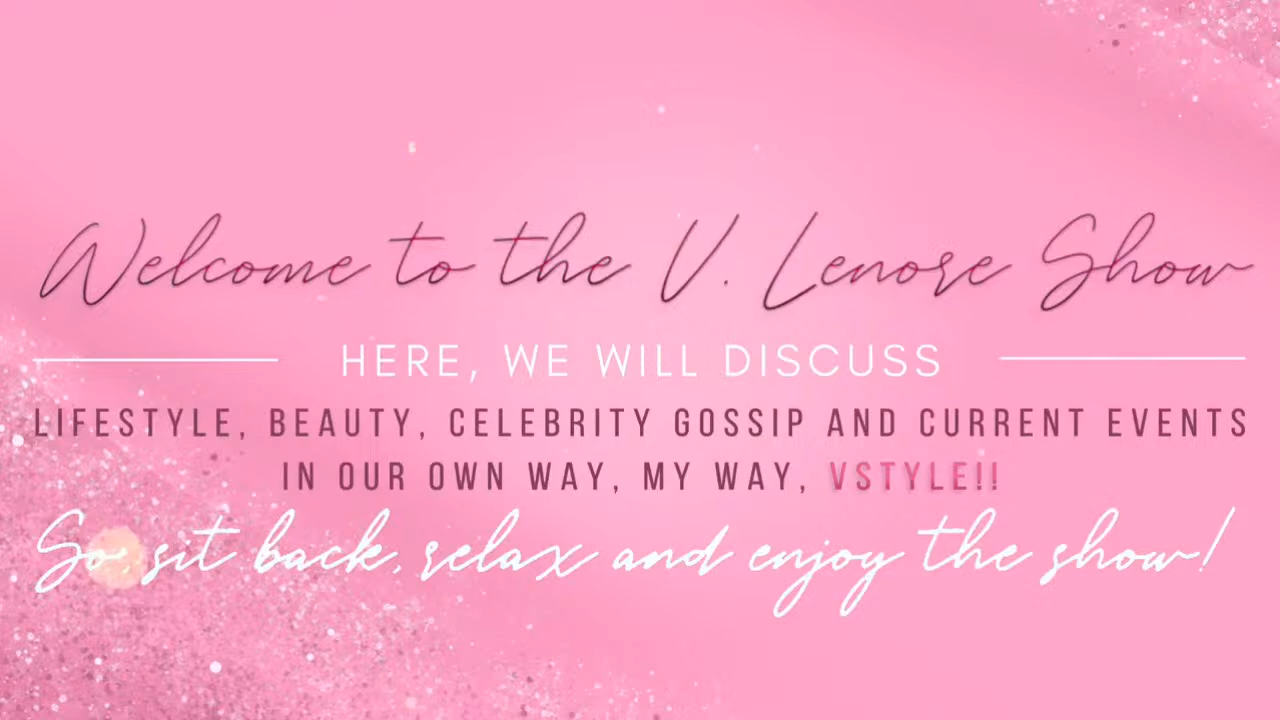 Welcome to the V. Lenore Show
HERE, WE WILL DISCUSS
LIFESTYLE, BEAUTY, CELEBRITY GOSSIP AND CURRENT EVENTS
IN OUR OWN WAY, MY WAY, VSTYLE!!
So, sit back, relax and enjoy the show!